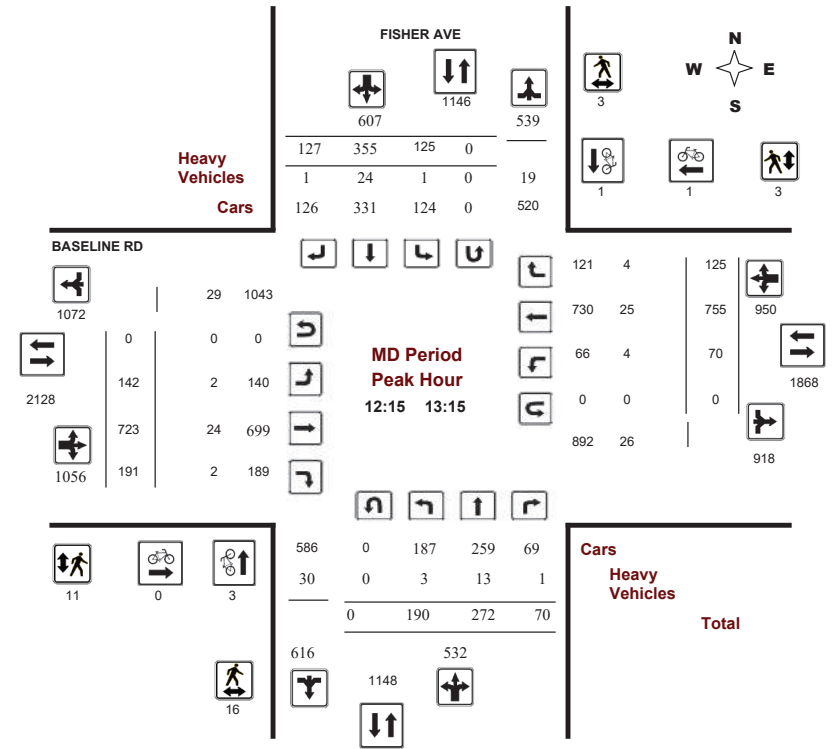 FISHER AVE
N
W E
S
1146
3
607 539
127 355 125 0
Heavy
Vehicles
1 24 1 0 19
Cars
126 331 124 0 520
1 1 3
BASELINE RD
1072
29 1043
0 0 0
2128
142 2 140
723 24 699
1056
191 2 189
MD Period
Peak Hour
12:15 13:15
121 4 125
730 25 755 950
66 4 70
1868
0 0 0
892 26
918
11 0 3
586 0 187 259 69
Cars
30 0 3 13 1
Heavy
Vehicles
0 190 272 70
Total
616 532
1148
16